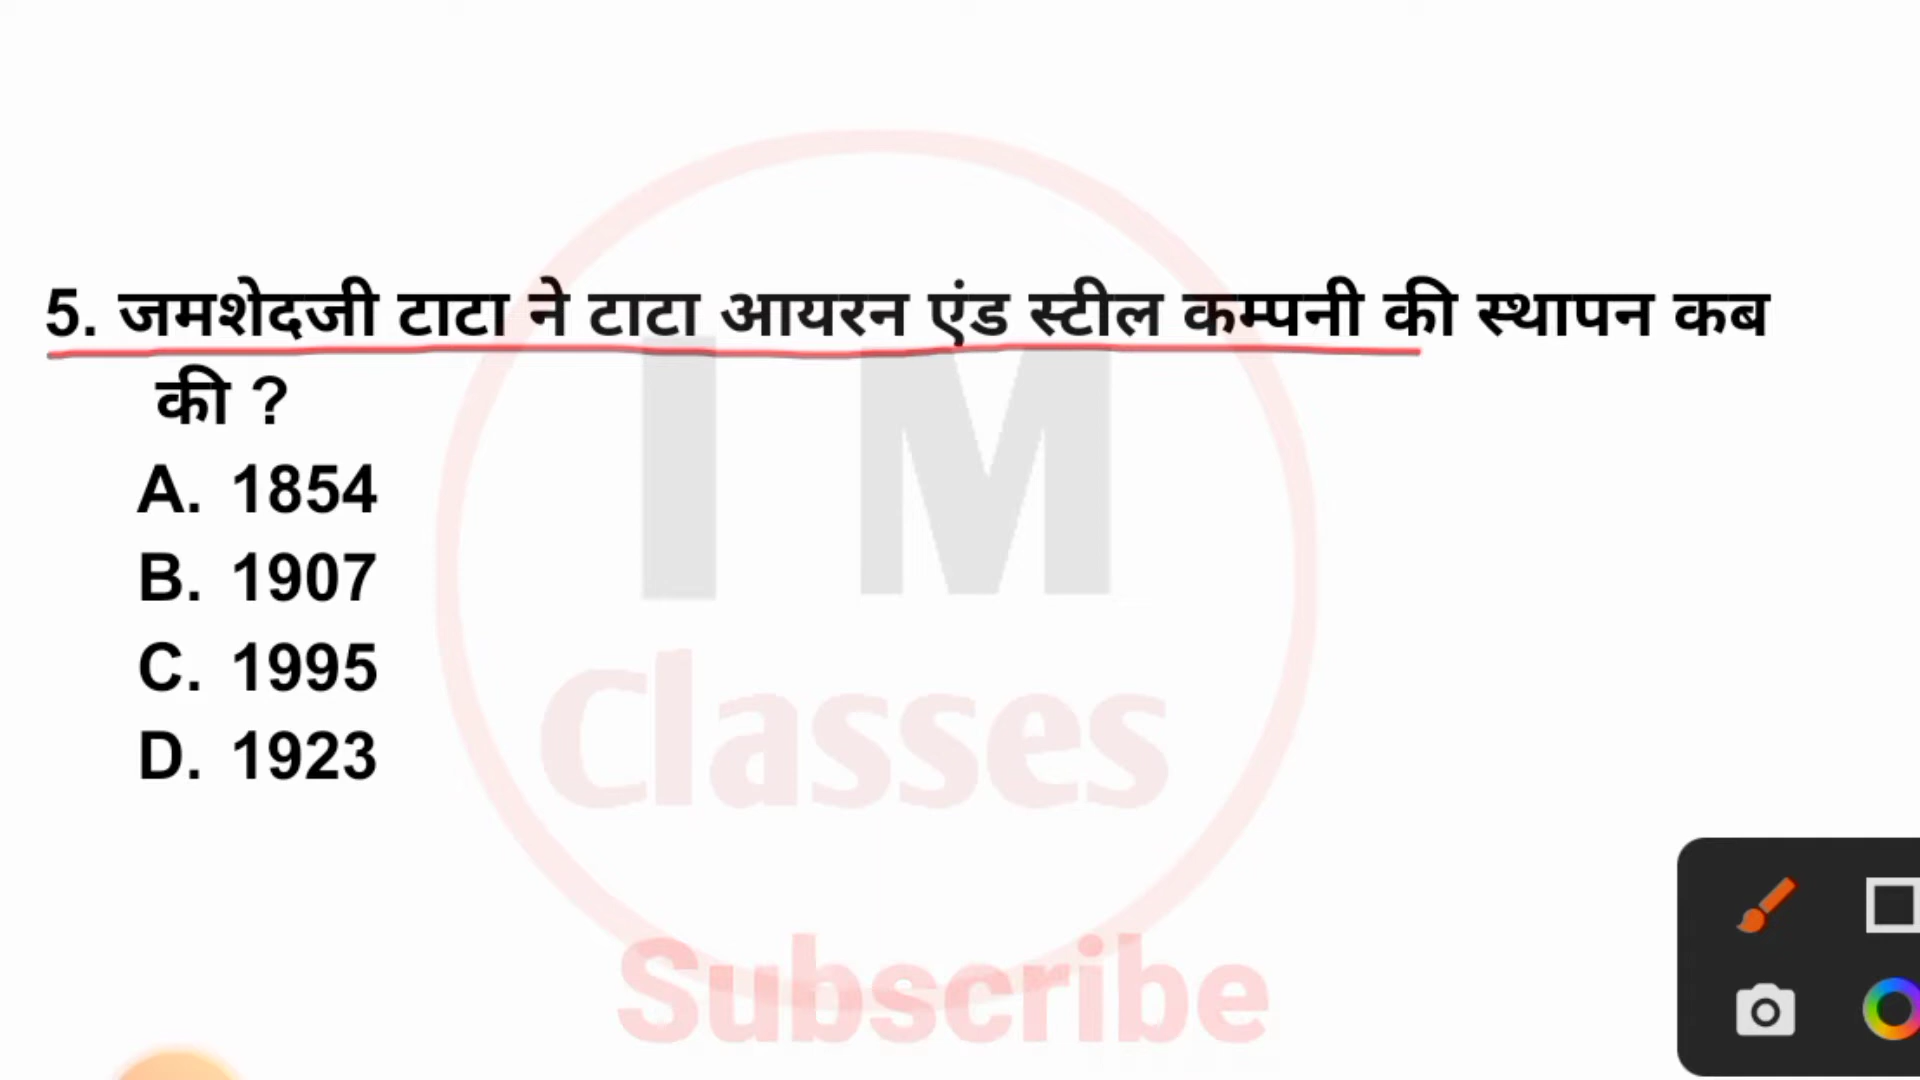 5. जमशेदजी टाटा ने टाटा आयरन एंड स्टील कम्पनी की स्थापन कब
की ?
A. 1854
B. 1907
C. 1995
D. 1923
I M
Classes
Subscribe